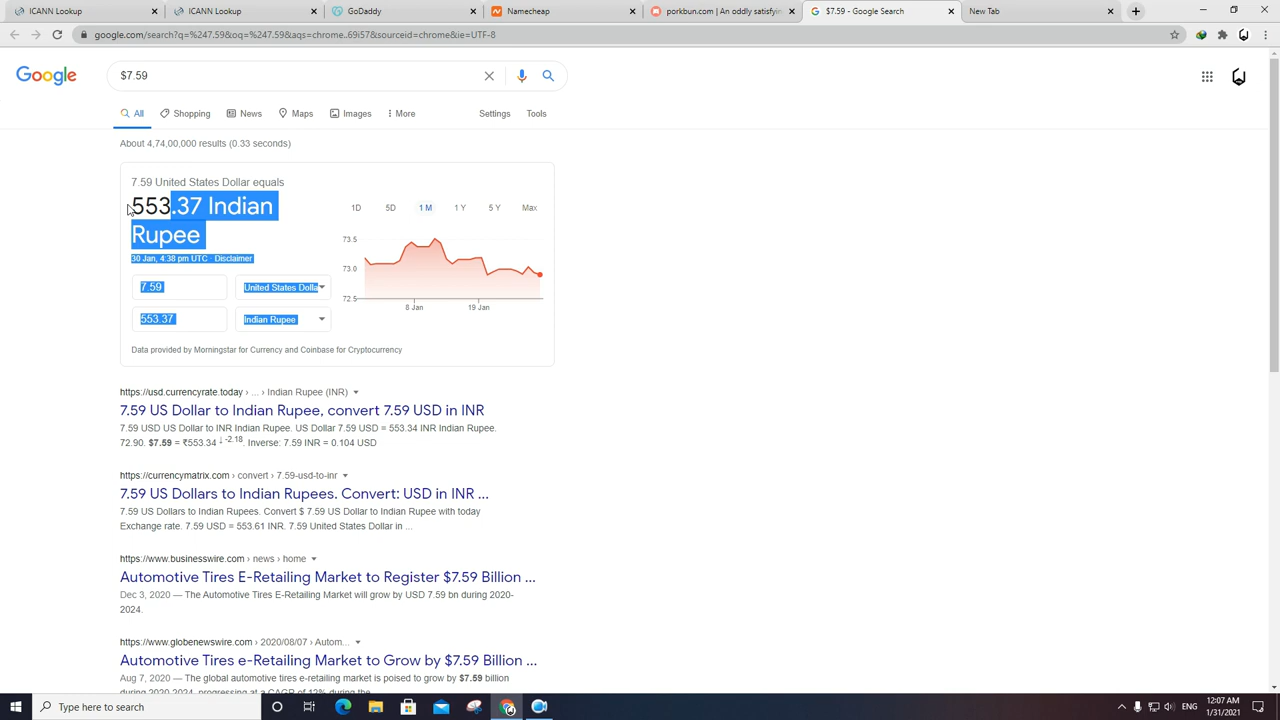 ICANN Lookup
ICANN Lookup
GoDaddy
Namecheap
porkbun.com | An oddly satisfyin
$7.59 - Google Search
New Tab
google.com/search?q=%247.59&oq=%247.59&aqs=chrome..69i57&sourceid=chrome&ie=UTF-8
Google
$7.59
All
Shopping
News
Maps
Images
More
Settings
Tools
About 4,74,00,000 results (0.33 seconds)
7.59 United States Dollar equals
553.37 Indian
Rupee
30 Jan, 4:38 pm UTC · Disclaimer
7.59
United States Dolla
553.37
Indian Rupee
1D
5D
1 M
1 Y
5 Y
Max
73.5
73.0
72.5
8 Jan
19 Jan
Data provided by Morningstar for Currency and Coinbase for Cryptocurrency
https://usd.currencyrate.today › ... › Indian Rupee (INR)
7.59 US Dollar to Indian Rupee, convert 7.59 USD in INR
7.59 USD US Dollar to INR Indian Rupee. US Dollar 7.59 USD = 553.34 INR Indian Rupee.
72.90. $7.59 = ₹553.34 ↓ -2.18. Inverse: 7.59 INR = 0.104 USD
https://currencymatrix.com › convert › 7.59-usd-to-inr
7.59 US Dollars to Indian Rupees. Convert: USD in INR ...
7.59 US Dollars to Indian Rupees. Convert $ 7.59 US Dollar to Indian Rupee with today
Exchange rate. 7.59 USD = 553.61 INR. 7.59 United States Dollar in ...
https://www.businesswire.com › news › home
Automotive Tires E-Retailing Market to Register $7.59 Billion ...
Dec 3, 2020 — The Automotive Tires E-Retailing Market will grow by USD 7.59 bn during 2020-
2024.
https://www.globenewswire.com › 2020/08/07 › Autom...
Automotive Tires e-Retailing Market to Grow by $7.59 Billion ...
Aug 7, 2020 — The global automotive tires e-retailing market is poised to grow by $7.59 billion
during 2020-2024, progressing at a CAGR of 12% during the
Type here to search
ENG
12:07 AM
1/31/2021